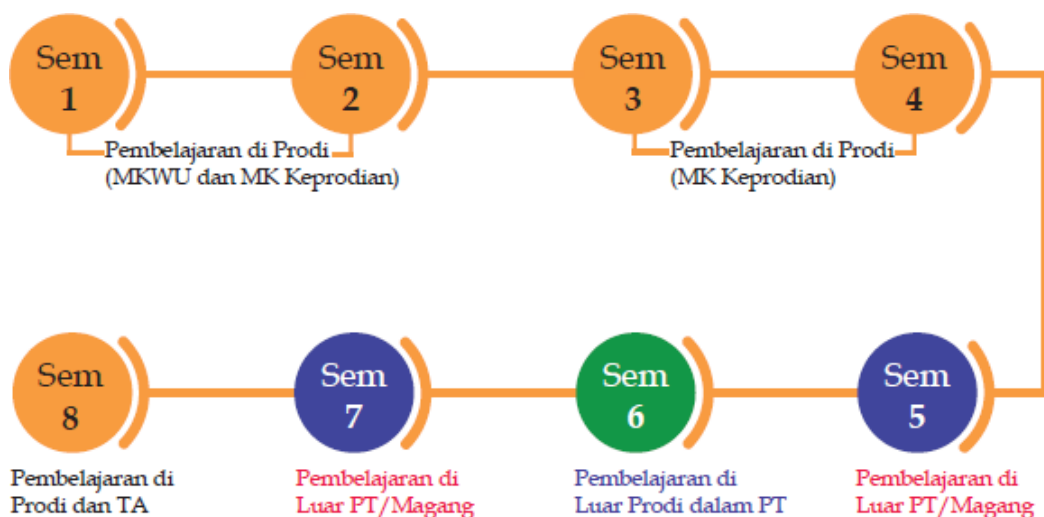 Sem
1
Sem
2
Sem
3
Sem
4
Pembelajaran di Prodi
(MKWU dan MK Keprodian)
Pembelajaran di Prodi
(MK Keprodian)
Sem
8
Sem
7
Sem
6
Sem
5
Pembelajaran di
Prodi dan TA
Pembelajaran di
Luar PT/Magang
Pembelajaran di
Luar Prodi dalam PT
Pembelajaran di
Luar PT/Magang